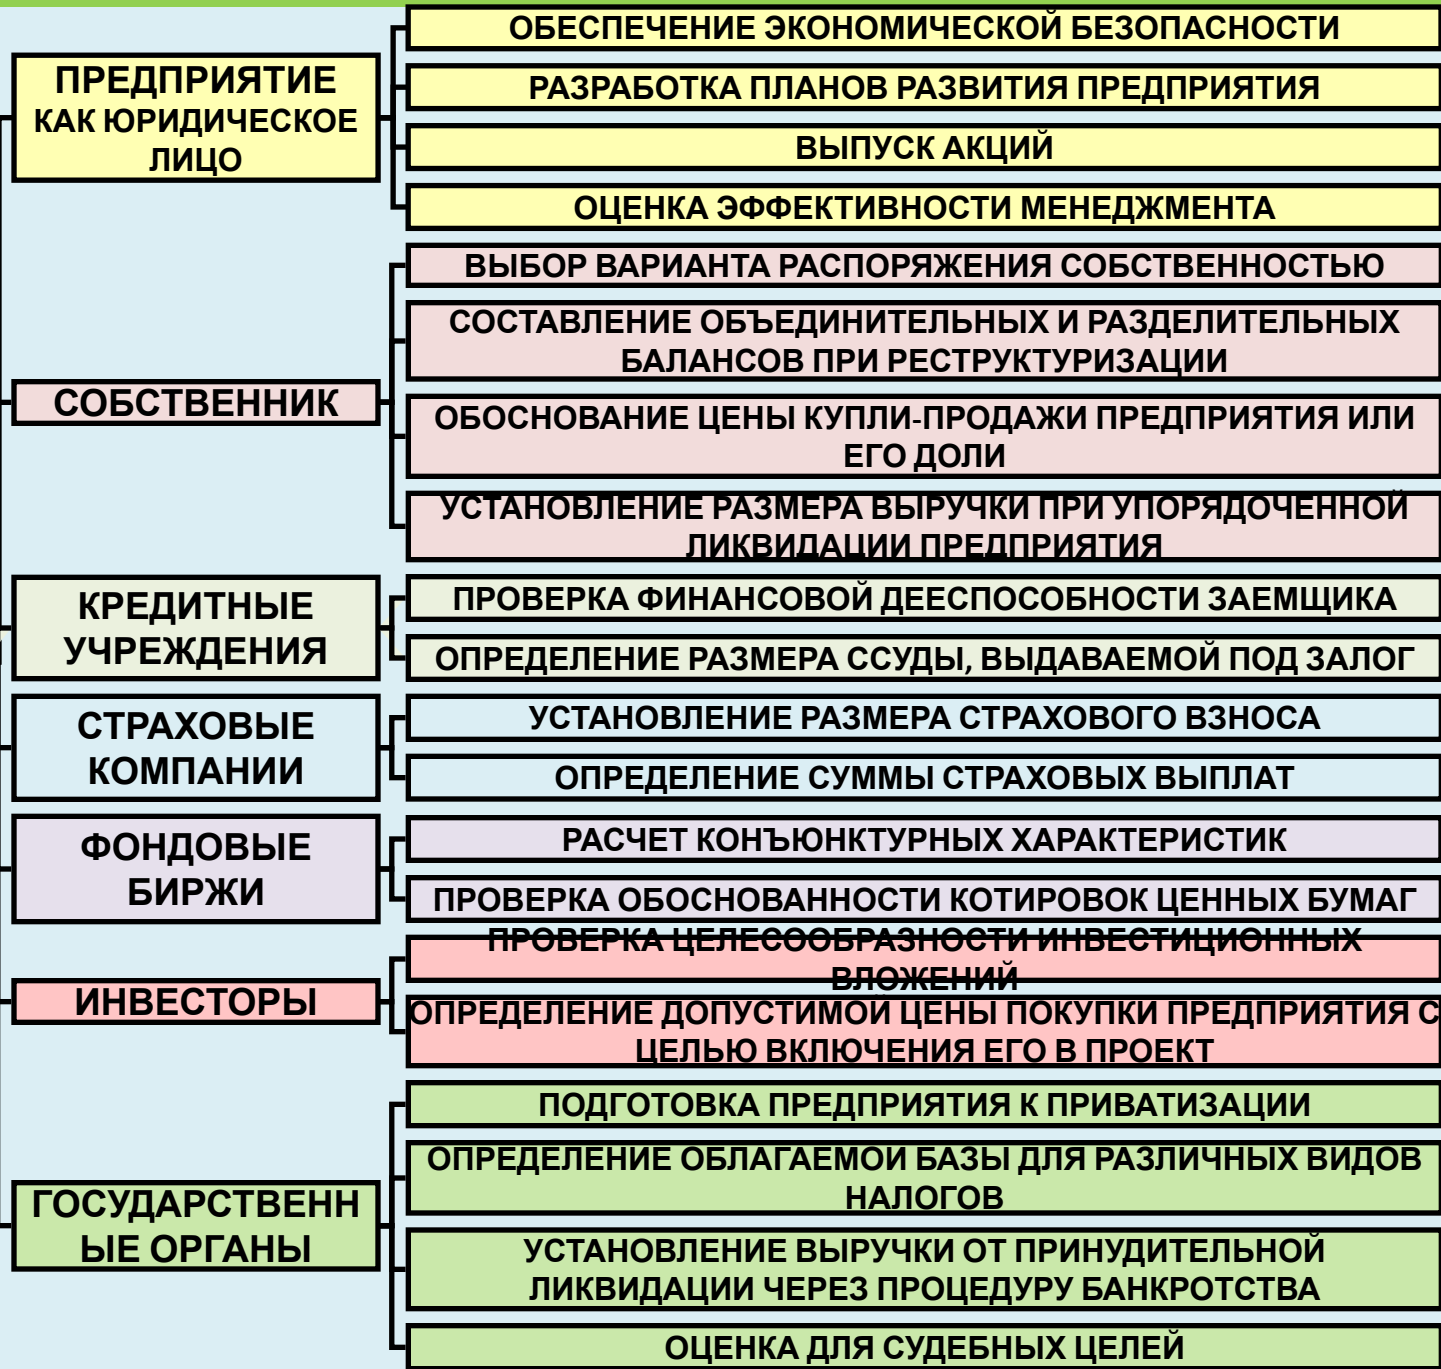 ПРЕДПРИЯТИЕ
КАК ЮРИДИЧЕСКОЕ
ЛИЦО
ОБЕСПЕЧЕНИЕ ЭКОНОМИЧЕСКОЙ БЕЗОПАСНОСТИ
РАЗРАБОТКА ПЛАНОВ РАЗВИТИЯ ПРЕДПРИЯТИЯ
ВЫПУСК АКЦИЙ
ОЦЕНКА ЭФФЕКТИВНОСТИ МЕНЕДЖМЕНТА
СОБСТВЕННИК
ВЫБОР ВАРИАНТА РАСПОРЯЖЕНИЯ СОБСТВЕННОСТЬЮ
СОСТАВЛЕНИЕ ОБЪЕДИНИТЕЛЬНЫХ И РАЗДЕЛИТЕЛЬНЫХ
БАЛАНСОВ ПРИ РЕСТРУКТУРИЗАЦИИ
ОБОСНОВАНИЕ ЦЕНЫ КУПЛИ-ПРОДАЖИ ПРЕДПРИЯТИЯ ИЛИ
ЕГО ДОЛИ
УСТАНОВЛЕНИЕ РАЗМЕРА ВЫРУЧКИ ПРИ УПОРЯДОЧЕННОЙ
ЛИКВИДАЦИИ ПРЕДПРИЯТИЯ
КРЕДИТНЫЕ
УЧРЕЖДЕНИЯ
ПРОВЕРКА ФИНАНСОВОЙ ДЕЕСПОСОБНОСТИ ЗАЕМЩИКА
ОПРЕДЕЛЕНИЕ РАЗМЕРА ССУДЫ, ВЫДАВАЕМОЙ ПОД ЗАЛОГ
СТРАХОВЫЕ
КОМПАНИИ
УСТАНОВЛЕНИЕ РАЗМЕРА СТРАХОВОГО ВЗНОСА
ОПРЕДЕЛЕНИЕ СУММЫ СТРАХОВЫХ ВЫПЛАТ
ФОНДОВЫЕ
БИРЖИ
РАСЧЕТ КОНЪЮНКТУРНЫХ ХАРАКТЕРИСТИК
ПРОВЕРКА ОБОСНОВАННОСТИ КОТИРОВОК ЦЕННЫХ БУМАГ
ИНВЕСТОРЫ
ПРОВЕРКА ЦЕЛЕСООБРАЗНОСТИ ИНВЕСТИЦИОННЫХ
ВЛОЖЕНИЙ
ОПРЕДЕЛЕНИЕ ДОПУСТИМОЙ ЦЕНЫ ПОКУПКИ ПРЕДПРИЯТИЯ С
ЦЕЛЬЮ ВКЛЮЧЕНИЯ ЕГО В ПРОЕКТ
ГОСУДАРСТВЕНН
ЫЕ ОРГАНЫ
ПОДГОТОВКА ПРЕДПРИЯТИЯ К ПРИВАТИЗАЦИИ
ОПРЕДЕЛЕНИЕ ОБЛАГАЕМОЙ БАЗЫ ДЛЯ РАЗЛИЧНЫХ ВИДОВ
НАЛОГОВ
УСТАНОВЛЕНИЕ ВЫРУЧКИ ОТ ПРИНУДИТЕЛЬНОЙ
ЛИКВИДАЦИИ ЧЕРЕЗ ПРОЦЕДУРУ БАНКРОТСТВА
ОЦЕНКА ДЛЯ СУДЕБНЫХ ЦЕЛЕЙ